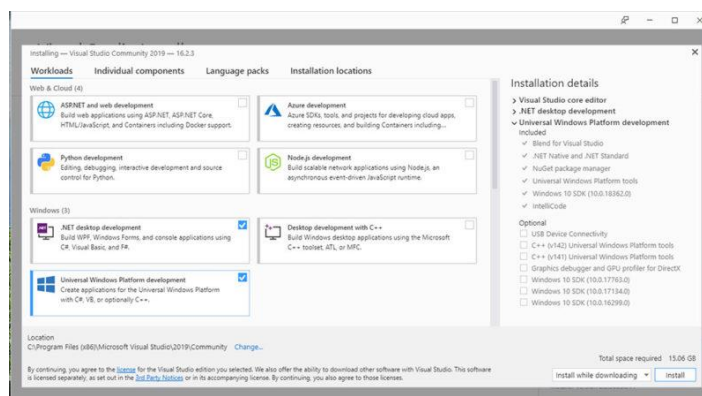 Installing — Visual Studio Community 2019 — 16.2.3
Workloads Individual components Language packs Installation locations
Web & Cloud (4)
ASP.NET and web development
Build web applications using ASP.NET, ASP.NET Core,
HTML/JavaScript, and Containers including Docker support.
Azure development
Azure SDKs, tools, and projects for developing cloud apps,
creating resources, and building Containers including...
Python development
Editing, debugging, interactive development and source
control for Python.
Node.js development
Build scalable network applications using Node.js, an
asynchronous event-driven JavaScript runtime.
Windows (3)
.NET desktop development
Build WPF, Windows Forms, and console applications using
C#, Visual Basic, and F#.
Desktop development with C++
Build Windows desktop applications using the Microsoft
C++ toolset, ATL, or MFC.
Universal Windows Platform development
Create applications for the Universal Windows Platform
with C#, VB, or optionally C++.
Location
C:\Program Files (x86)\Microsoft Visual Studio\2019\Community Change...
By continuing, you agree to the license for the Visual Studio edition you selected. We also offer the ability to download other software with Visual Studio. This software
is licensed separately, as set out in the 3rd Party Notices or in its accompanying license. By continuing, you also agree to those licenses.
Installation details
Visual Studio core editor
.NET desktop development
Universal Windows Platform development
Included
Blend for Visual Studio
.NET Native and .NET Standard
NuGet package manager
Universal Windows Platform tools
Windows 10 SDK (10.0.18362.0)
IntelliCode
Optional
USB Device Connectivity
C++ (v142) Universal Windows Platform tools
C++ (v141) Universal Windows Platform tools
Graphics debugger and GPU profiler for DirectX
Windows 10 SDK (10.0.17763.0)
Windows 10 SDK (10.0.17134.0)
Windows 10 SDK (10.0.16299.0)
Total space required 15.06 GB
Install while downloading Install